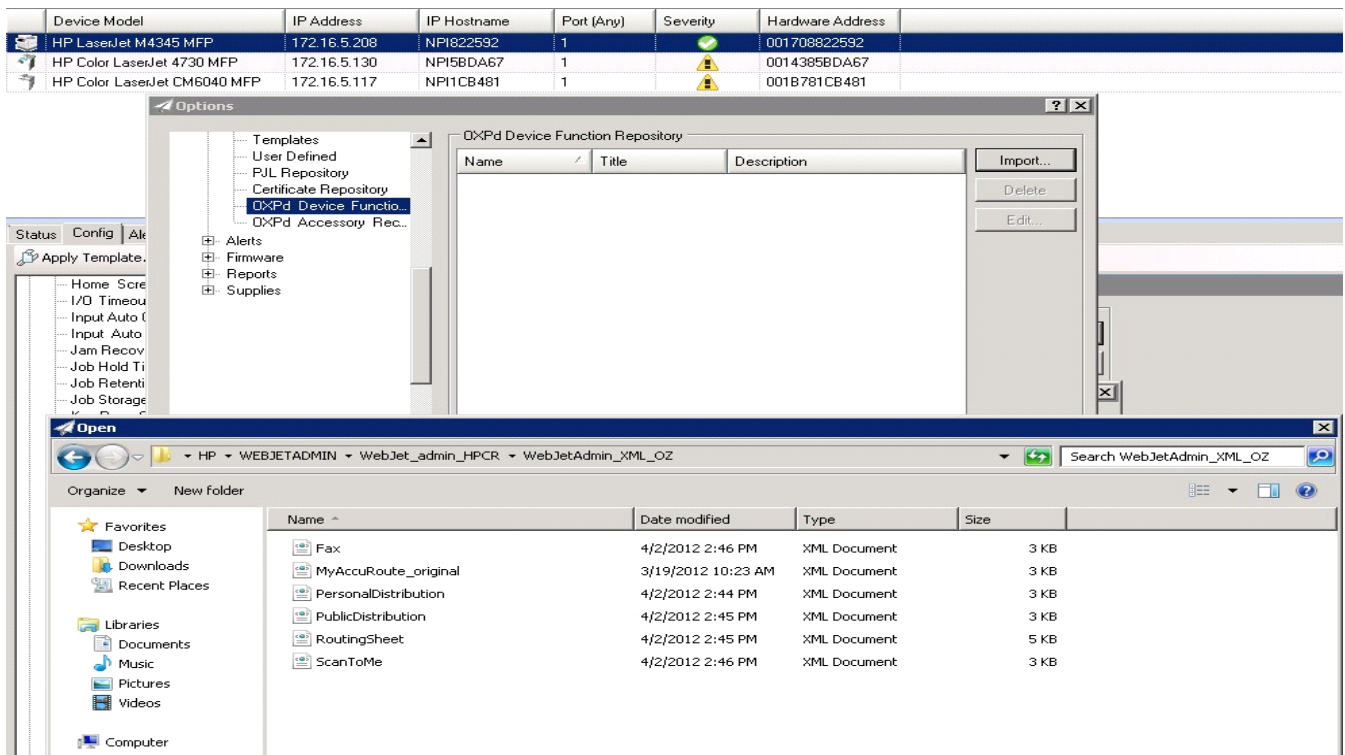 Device Model IP Address IP Hostname Port (Any) Severity Hardware Address
HP LaserJet M4345 MFP 172.16.5.208 NPI822592 1 001708822592
HP Color LaserJet 4730 MFP 172.16.5.130 NPI5BDA67 1 0014385BDA67
HP Color LaserJet CM6040 MFP 172.16.5.117 NPI1CB481 1 001B781CB481
Options
Templates
User Defined
PJL Repository
Certificate Repository
OXPd Device Functio...
OXPd Accessory Rec...
Alerts
Firmware
Reports
Supplies
OXPd Device Function Repository
Name Title Description
Import...
Delete
Edit...
Status Config Ale
Apply Template.
Home Scre
I/O Timeou
Input Auto
Input Auto
Jam Recov
Job Hold Ti
Job Retenti
Job Storage
Open
HP WEBJETADMIN WebJet_admin_HPCR WebJetAdmin_XML_OZ
Search WebJetAdmin_XML_OZ
Organize New folder
Favorites
Desktop
Downloads
Recent Places
Libraries
Documents
Music
Pictures
Videos
Computer
Name Date modified Type Size
Fax 4/2/2012 2:46 PM XML Document 3 KB
MyAccuRoute_original 3/19/2012 10:23 AM XML Document 3 KB
PersonalDistribution 4/2/2012 2:44 PM XML Document 3 KB
PublicDistribution 4/2/2012 2:45 PM XML Document 3 KB
RoutingSheet 4/2/2012 2:45 PM XML Document 5 KB
ScanToMe 4/2/2012 2:46 PM XML Document 3 KB